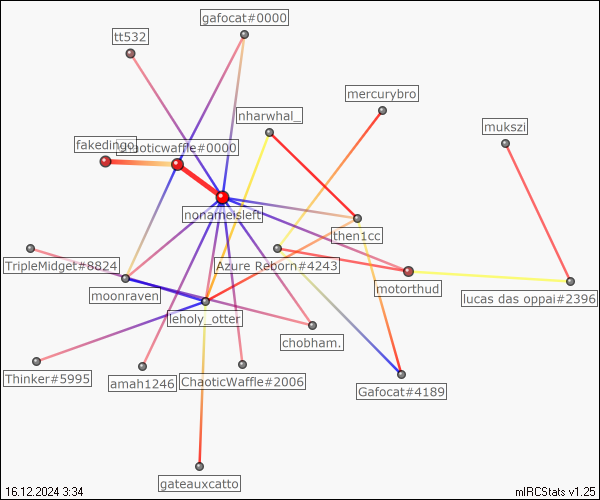 gafocat#0000
tt532
mercurybro
nharwhal_
mukszi
fakedingo
chaoticwaffle#0000
nonameisleft
then1cc
TripleMidget#8824
Azure Reborn#4243
motorthud
moonraven
lucas das oppai#2396
leholy_otter
chobham.
Thinker#5995
amah1246
ChaoticWaffle#2006
Gafocat#4189
gateauxcatto
16.12.2024 3:34
mIRCStats v1.25